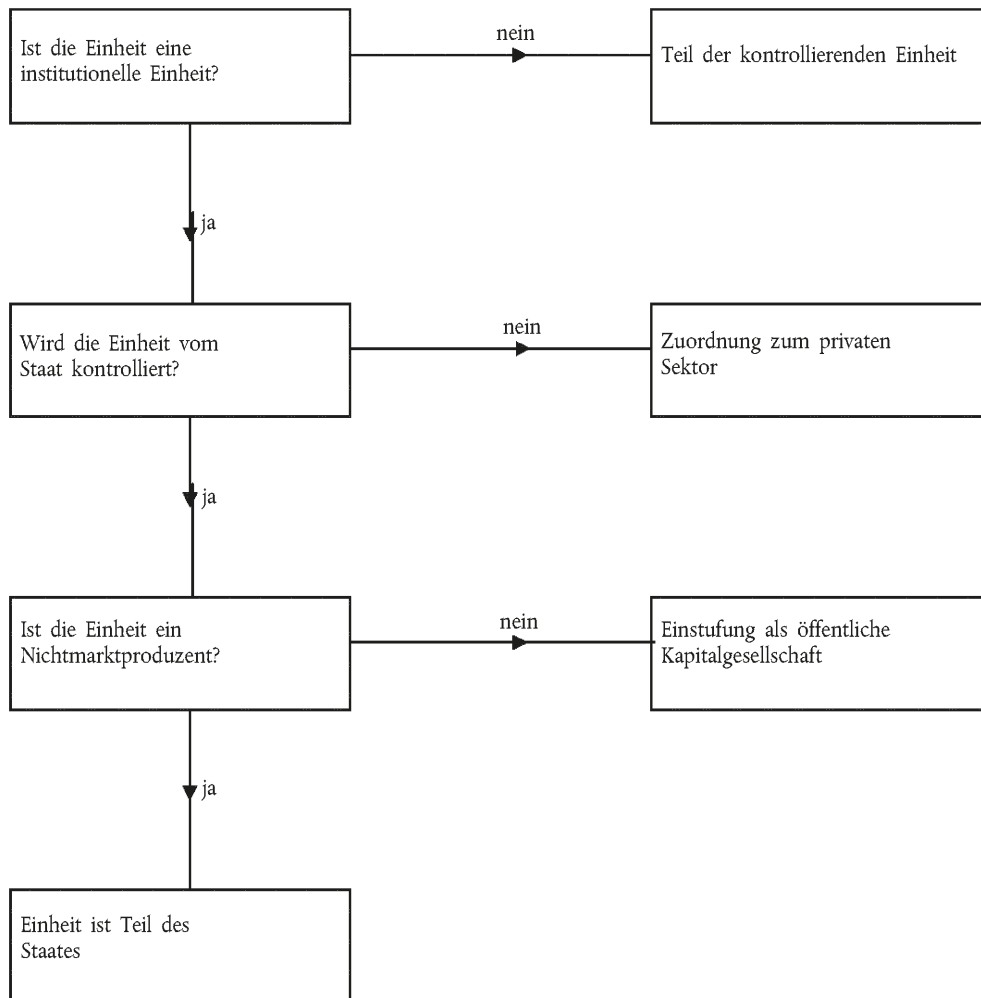 Ist die Einheit eine
institutionelle Einheit?
nein
Teil der kontrollierenden Einheit
ja
Wird die Einheit vom
Staat kontrolliert?
nein
Zuordnung zum privaten
Sektor
ja
Ist die Einheit ein
Nichtmarktproduzent?
nein
Einstufung als öffentliche
Kapitalgesellschaft
ja
Einheit ist Teil des
Staates